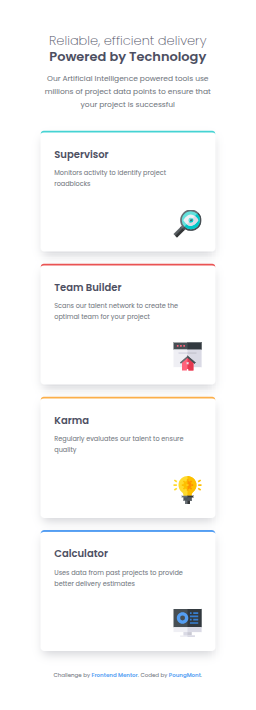 Reliable, efficient delivery
Powered by Technology
Our Artificial Intelligence powered tools use
millions of project data points to ensure that
your project is successful
Supervisor
Monitors activity to identify project
roadblocks
Team Builder
Scans our talent network to create the
optimal team for your project
Karma
Regularly evaluates our talent to ensure
quality
Calculator
Uses data from past projects to provide
better delivery estimates
Challenge by Frontend Mentor. Coded by PoungMont.